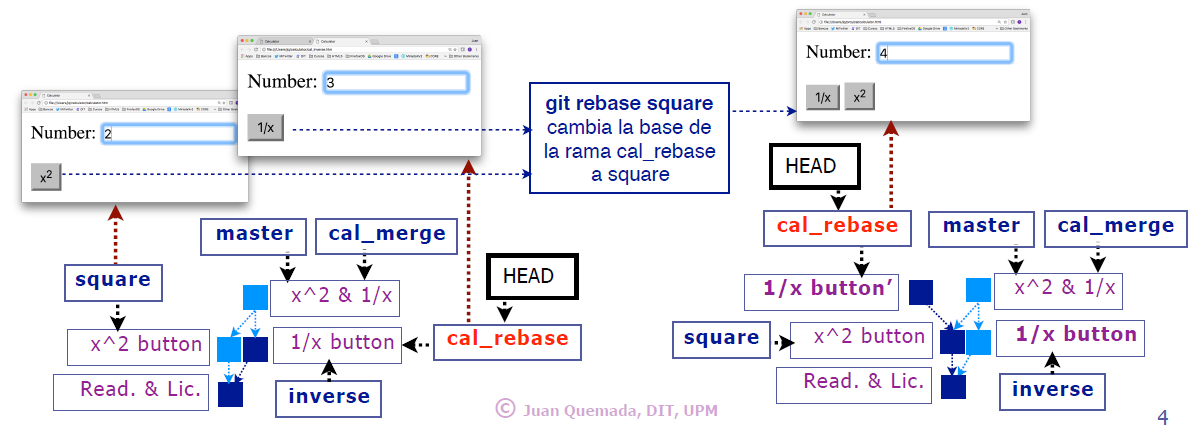 Number: 2
x2
Number: 3
1/x
git rebase square
cambia la base de
la rama cal_rebase
a square
Number: 4
1/x
x2
HEAD
cal_rebase
master
cal_merge
1/x button’
x^2 & 1/x
square
x^2 button
1/x button
Read. & Lic.
inverse
master
cal_merge
square
HEAD
x^2 & 1/x
x^2 button
1/x button
cal_rebase
Read. & Lic.
inverse
© Juan Quemada, DIT, UPM
4